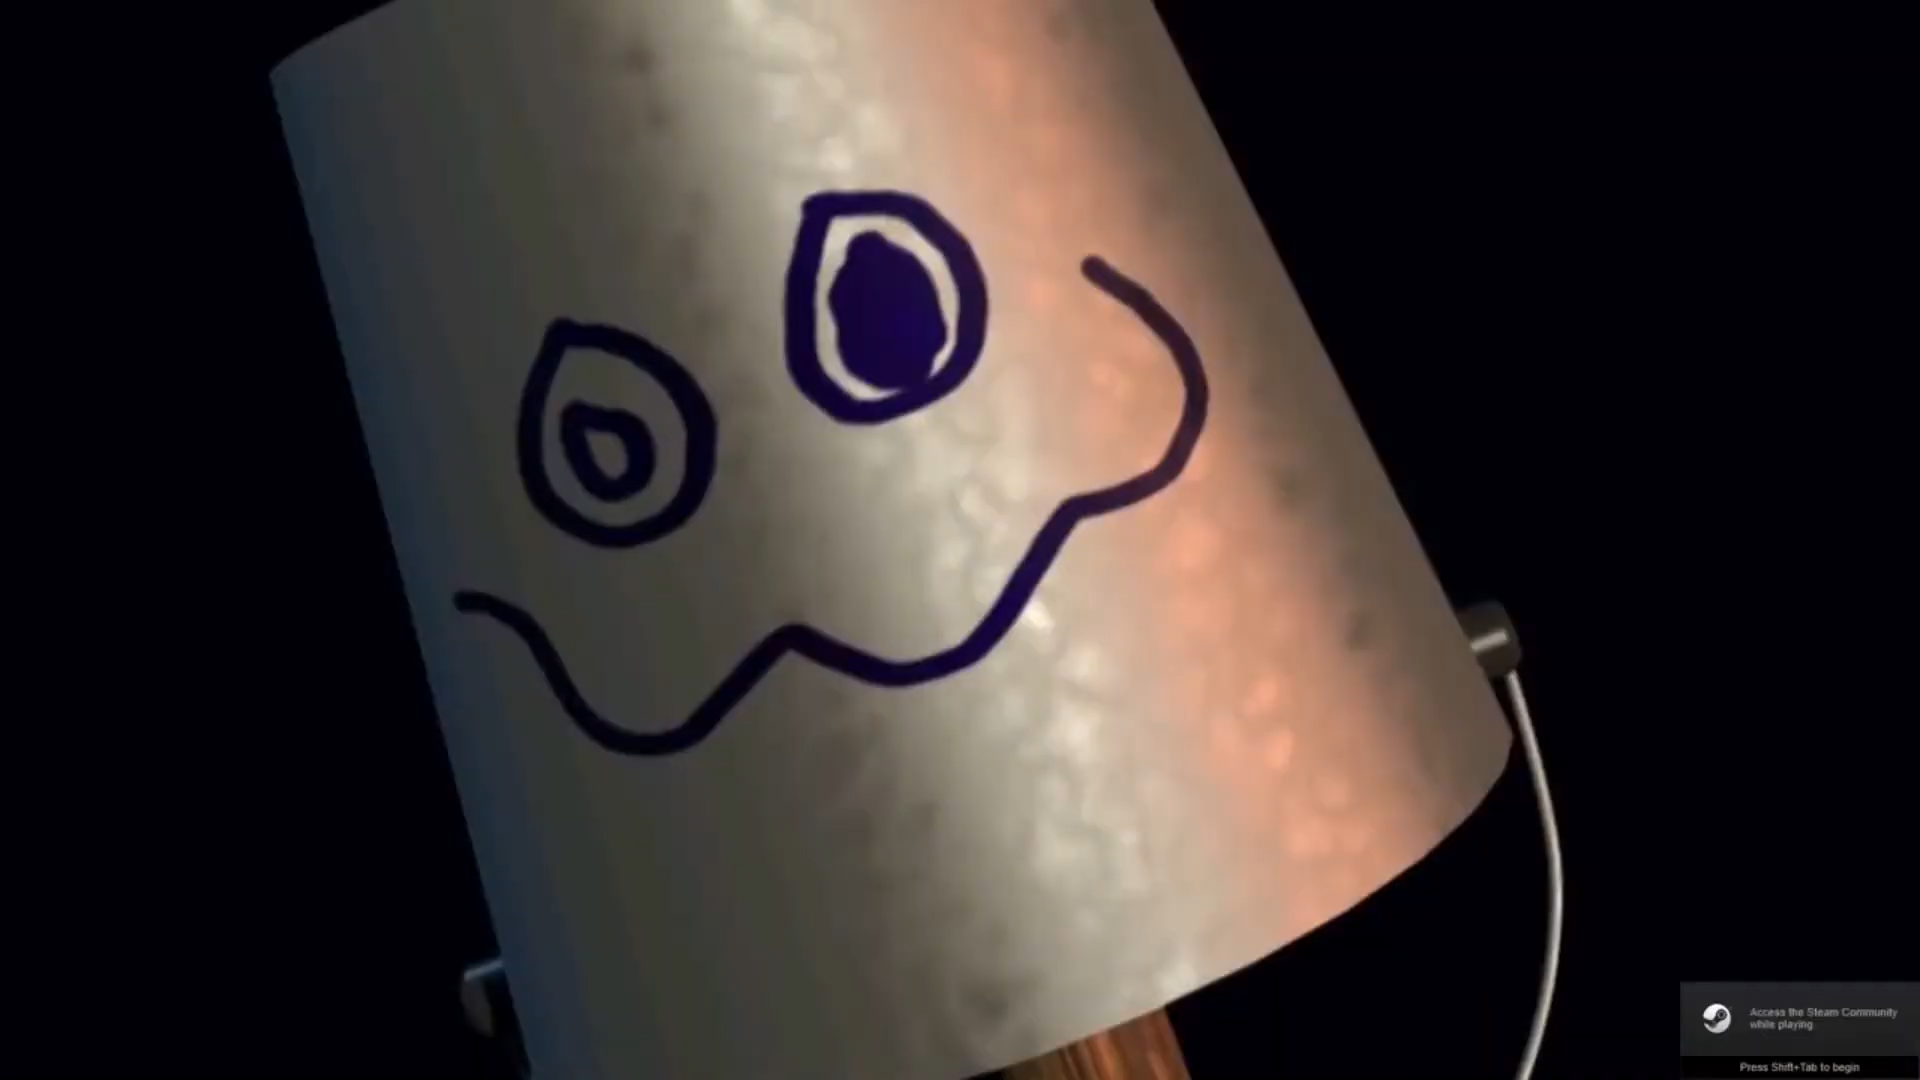 Access the Steam Community
while playing
Press Shift+Tab to begin